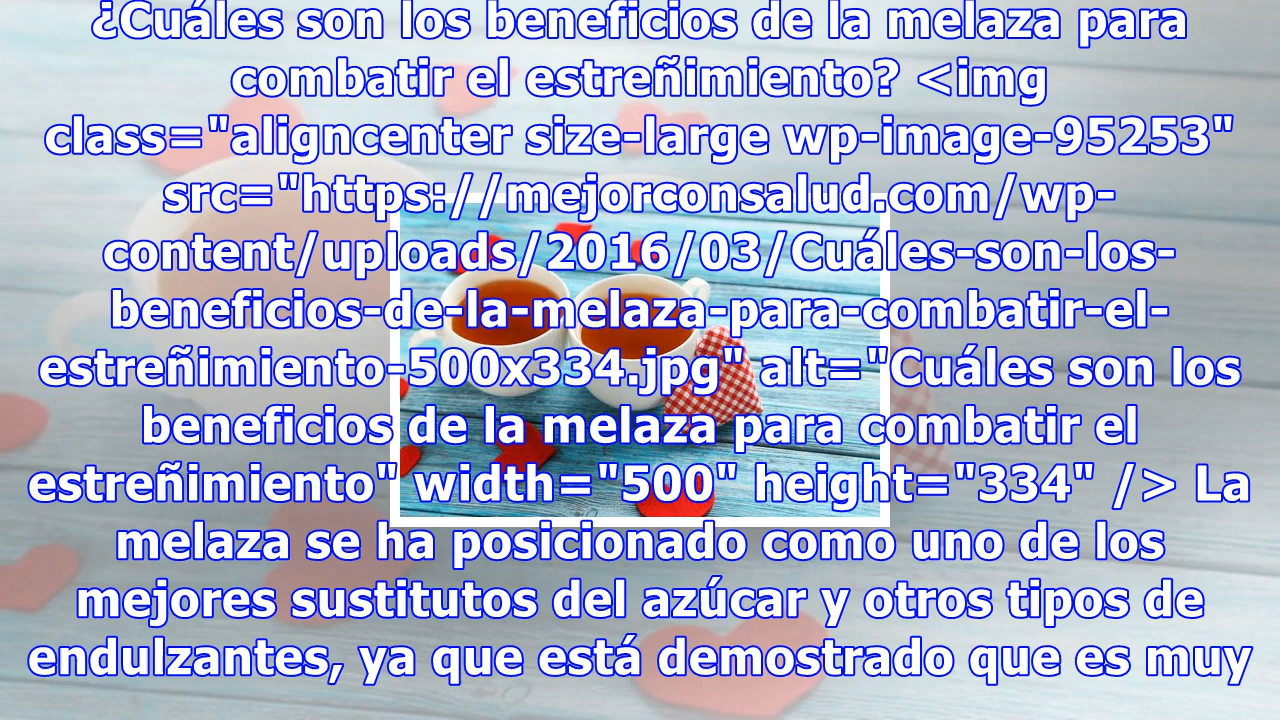 ¿Cuáles son los beneficios de la melaza para
combatir el estreñimiento? <img
class="aligncenter size-large wp-image-95253"
src="https://mejorconsalud.com/wp-
content/uploads/2016/03/Cuáles-son-los-
beneficios-de-la-melaza-para-combatir-el-
estreñimiento-500x334.jpg" alt="Cuáles son los
beneficios de la melaza para combatir el
estreñimiento" width="500" height="334" /> La
melaza se ha posicionado como uno de los
mejores sustitutos del azúcar y otros tipos de
endulzantes, ya que está demostrado que es muy